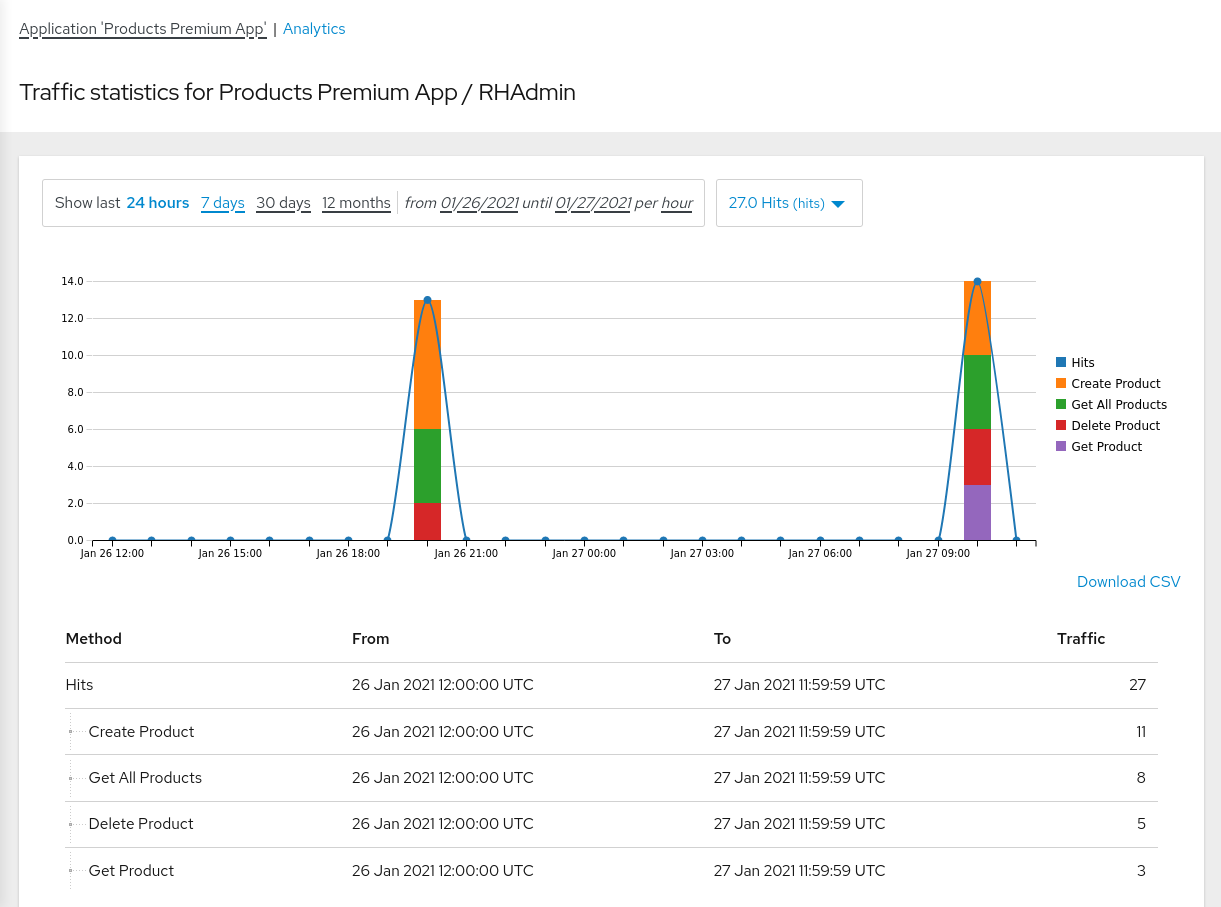 Application 'Products Premium App' | Analytics
Traffic statistics for Products Premium App / RHAdmin
Show last 24 hours 7 days 30 days 12 months from 01/26/2021 until 01/27/2021 per hour
27.0 Hits (hits)
14.0
12.0
10.0
8.0
6.0
4.0
2.0
0.0
Jan 26 12:00 Jan 26 15:00 Jan 26 18:00 Jan 26 21:00 Jan 27 00:00 Jan 27 03:00 Jan 27 06:00 Jan 27 09:00
Hits
Create Product
Get All Products
Delete Product
Get Product
Download CSV
Method From To Traffic
Hits 26 Jan 2021 12:00:00 UTC 27 Jan 2021 11:59:59 UTC 27
Create Product 26 Jan 2021 12:00:00 UTC 27 Jan 2021 11:59:59 UTC 11
Get All Products 26 Jan 2021 12:00:00 UTC 27 Jan 2021 11:59:59 UTC 8
Delete Product 26 Jan 2021 12:00:00 UTC 27 Jan 2021 11:59:59 UTC 5
Get Product 26 Jan 2021 12:00:00 UTC 27 Jan 2021 11:59:59 UTC 3